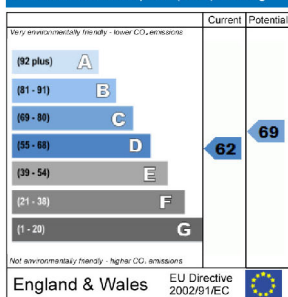 Current Potential
Very environmentally friendly - lower CO₂ emissions
(92 plus) A
(81 - 91) B
(69 - 80) C
(55 - 68) D
(39 - 54) E
(21 - 38) F
(1 - 20) G
62
69
Not environmentally friendly - higher CO₂ emissions
England & Wales
EU Directive
2002/91/EC